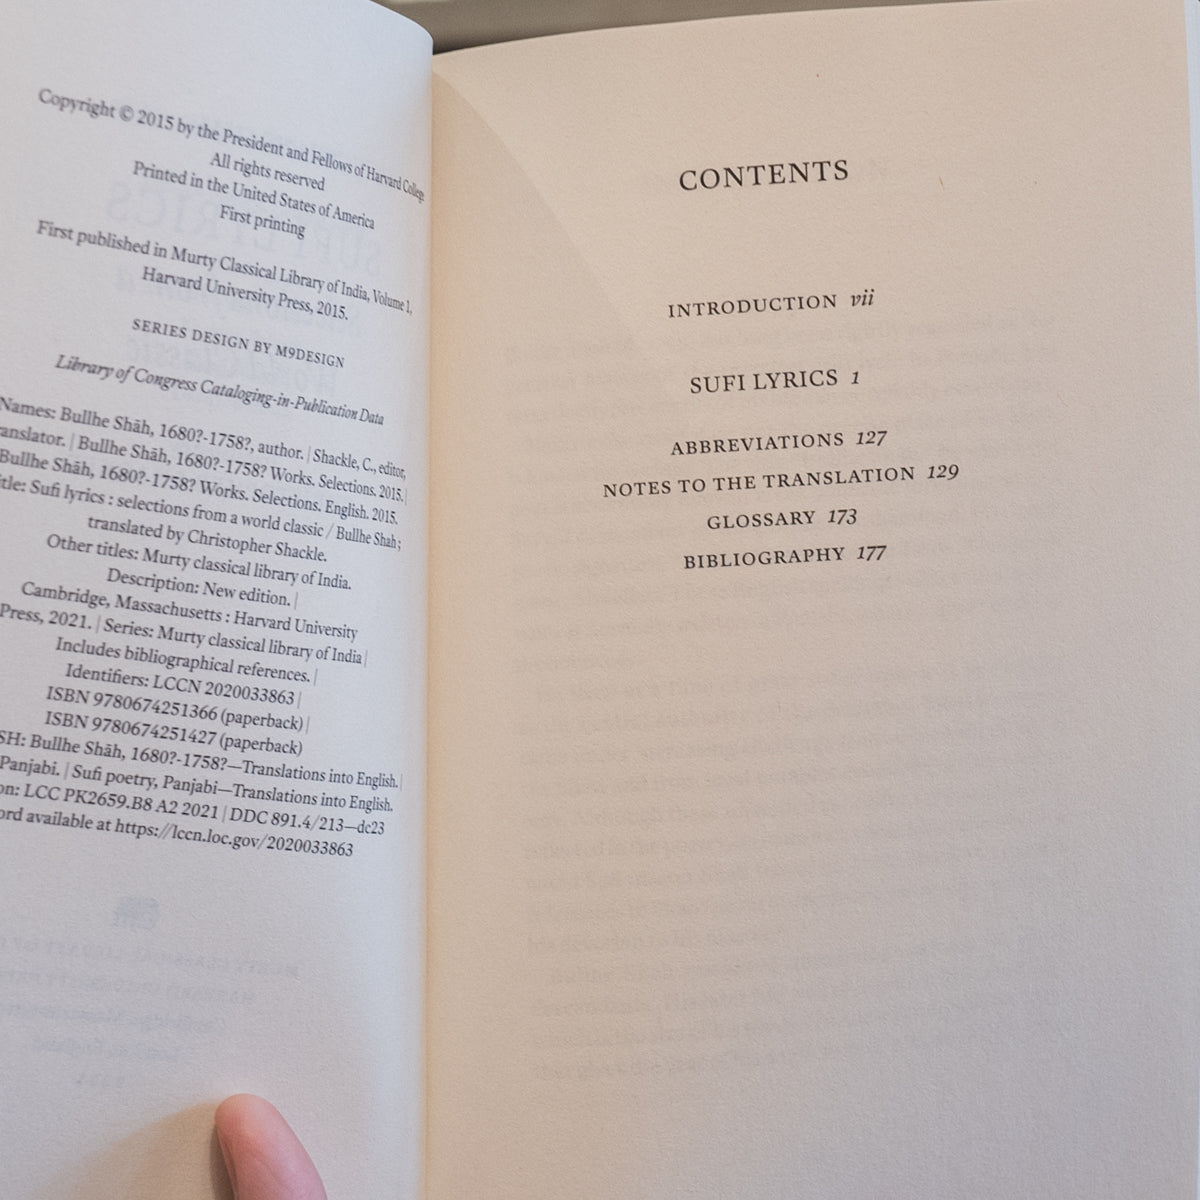 Copyright © 2015 by the President and Fellows of Harvard College
All rights reserved
Printed in the United States of America
First printing
First published in Murty Classical Library of India, Volume 1,
Harvard University Press, 2015.
SERIES DESIGN BY M9DESIGN
Library of Congress Cataloging-in-Publication Data
Names: Bullhe Shāh, 1680?-1758?, author. | Shackle, C., editor,
anslator. | Bullhe Shāh, 1680?-1758? Works. Selections. 2015. |
Bullhe Shāh, 1680?-1758? Works. Selections. English. 2015.
itle: Sufi lyrics : selections from a world classic / Bullhe Shah ;
translated by Christopher Shackle.
Other titles: Murty classical library of India.
Description: New edition. |
Cambridge, Massachusetts : Harvard University
Press, 2021. | Series: Murty classical library of India |
Includes bibliographical references. |
Identifiers: LCCN 2020033863 |
ISBN 9780674251366 (paperback) |
ISBN 9780674251427 (paperback)
SH: Bullhe Shāh, 1680?-1758?—Translations into English. |
Panjabi. | Sufi poetry, Panjabi—Translations into English.
on: LCC PK2659.B8 A2 2021 | DDC 891.4/213—dc23
ord available at https://lccn.loc.gov/2020033863
CONTENTS
INTRODUCTION vii
SUFI LYRICS 1
ABBREVIATIONS 127
NOTES TO THE TRANSLATION 129
GLOSSARY 173
BIBLIOGRAPHY 177